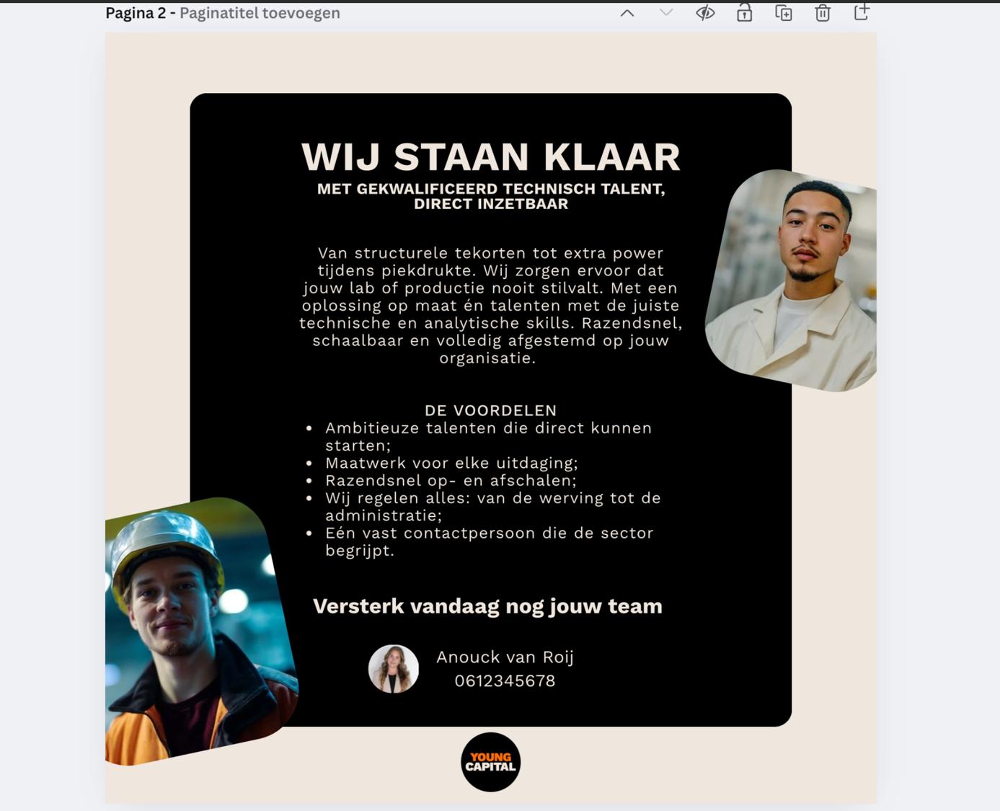 Pagina 2 - Paginatitel toevoegen
WIJ STAAN KLAAR
MET GEKWALIFICEERD TECHNISCH TALENT,
DIRECT INZETBAAR
Van structurele tekorten tot extra power
tijdens piekdrukte. Wij zorgen ervoor dat
jouw lab of productie nooit stilvalt. Met een
oplossing op maat én talenten met de juiste
technische en analytische skills. Razendsnel,
schaalbaar en volledig afgestemd op jouw
organisatie.
DE VOORDELEN
• Ambitieuze talenten die direct kunnen
starten;
• Maatwerk voor elke uitdaging;
• Razendsnel op- en afschalen;
• Wij regelen alles: van de werving tot de
administratie;
• Eén vast contactpersoon die de sector
begrijpt.
Versterk vandaag nog jouw team
Anouck van Roij
0612345678
YOUNG
CAPITAL